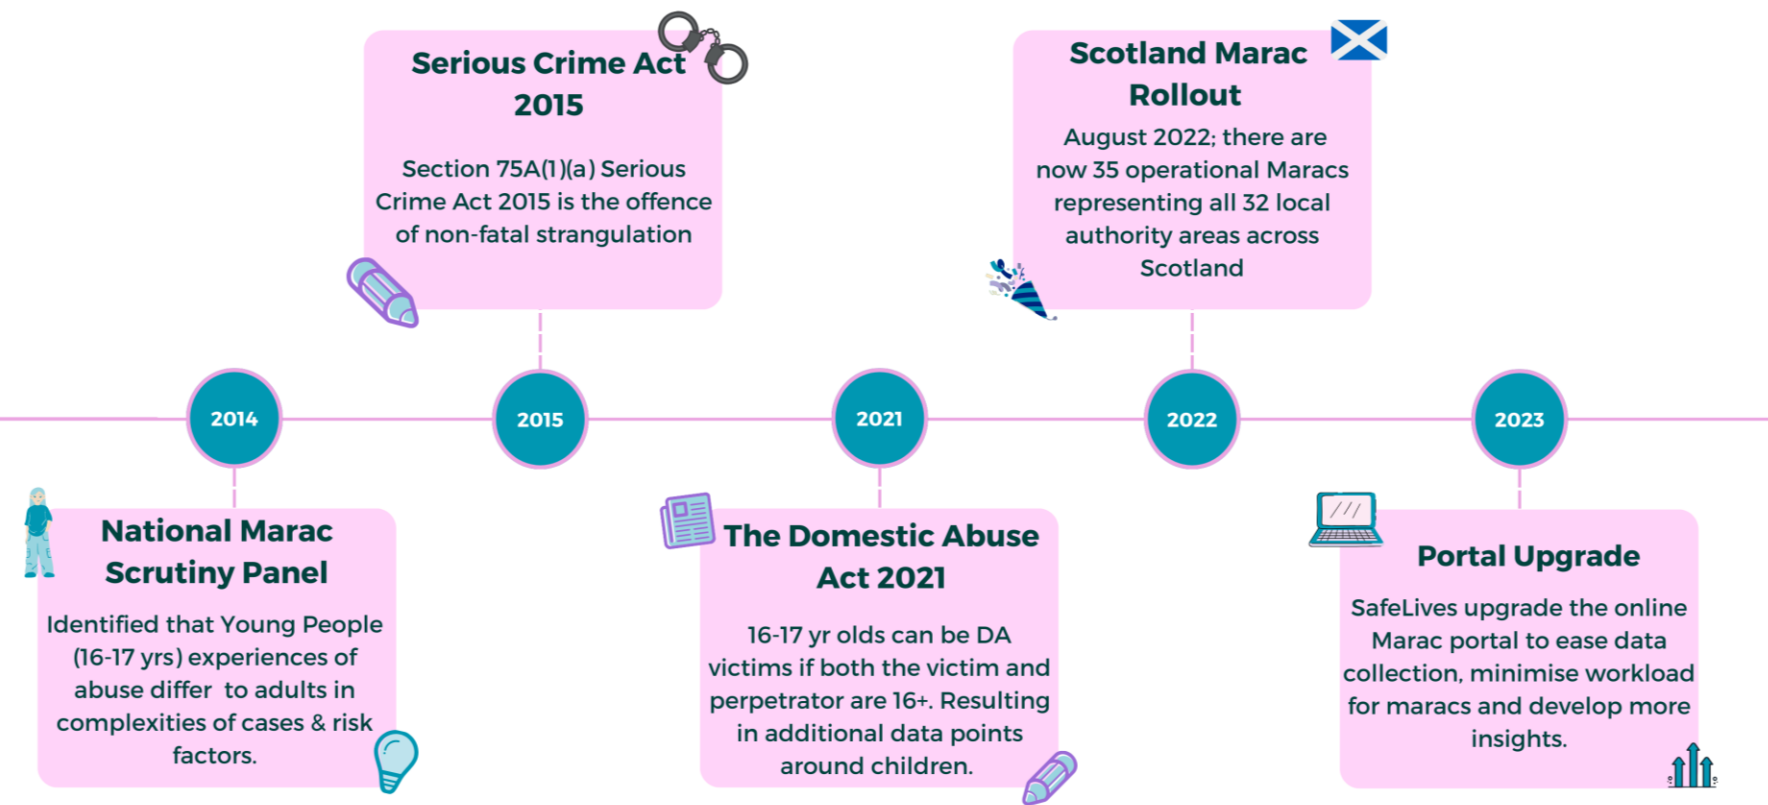 Serious Crime Act
2015
Section 75A(1)(a) Serious
Crime Act 2015 is the offence
of non-fatal strangulation
Scotland Marac
Rollout
August 2022; there are
now 35 operational Maracs
representing all 32 local
authority areas across
Scotland
2014
2015
2021
2022
2023
National Marac
Scrutiny Panel
Identified that Young People
(16-17 yrs) experiences of
abuse differ to adults in
complexities of cases & risk
factors.
The Domestic Abuse
Act 2021
16-17 yr olds can be DA
victims if both the victim and
perpetrator are 16+. Resulting
in additional data points
around children.
Portal Upgrade
SafeLives upgrade the online
Marac portal to ease data
collection, minimise workload
for maracs and develop more
insights.